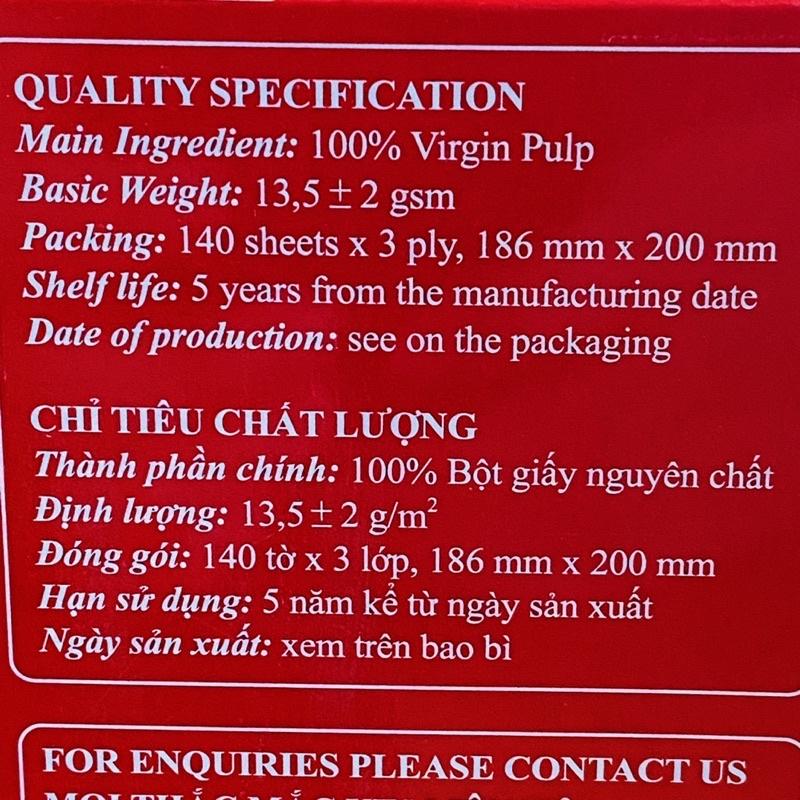 QUALITY SPECIFICATION
Main Ingredient: 100% Virgin Pulp
Basic Weight: 13,5 ± 2 gsm
Packing: 140 sheets x 3 ply, 186 mm x 200 mm
Shelf life: 5 years from the manufacturing date
Date of production: see on the packaging
CHỈ TIÊU CHẤT LƯỢNG
Thành phần chính: 100% Bột giấy nguyên chất
Định lượng: 13,5 ± 2 g/m²
Đóng gói: 140 tờ x 3 lớp, 186 mm x 200 mm
Hạn sử dụng: 5 năm kể từ ngày sản xuất
Ngày sản xuất: xem trên bao bì
FOR ENQUIRIES PLEASE CONTACT US
MỌI THẮC MẮC